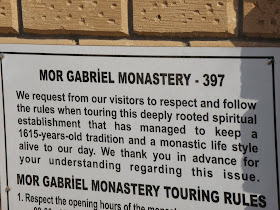 MOR GABRİEL MONASTERY - 397
We request from our visitors to respect and follow
the rules when touring this deeply rooted spiritual
establishment that has managed to keep a
1615-years-old tradition and a monastic life style
alive to our day. We thank you in advance for
your understanding regarding this issue.
MOR GABRİEL MONASTERY TOURING RULES
1. Respect the opening hours of the monas